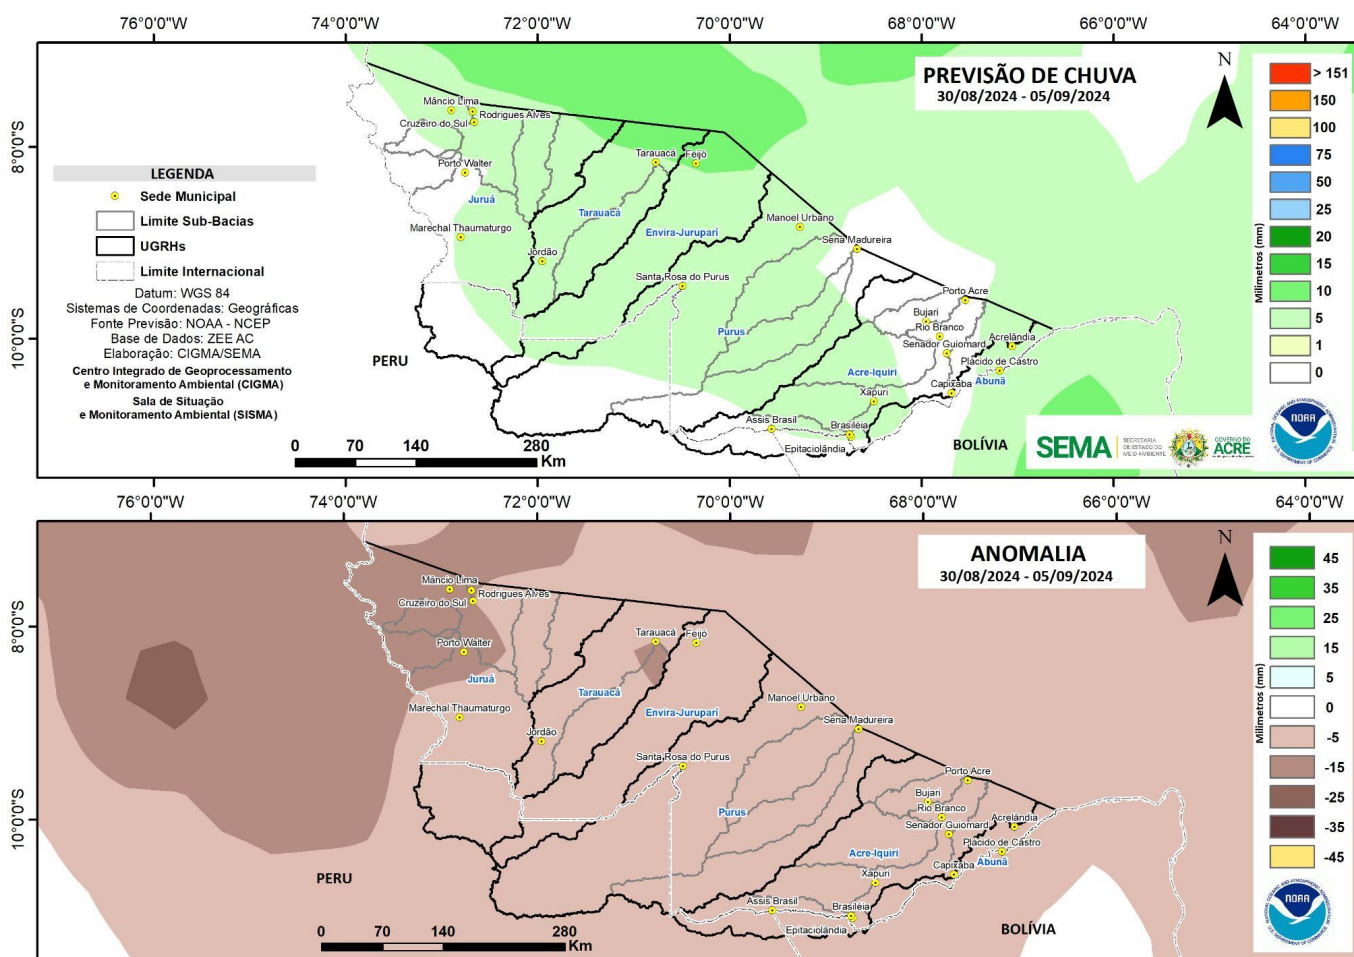 76°0'0"W 74°0'0"W 72°0'0"W 70°0'0"W 68°0'0"W 66°0'0"W 64°0'0"W
N
PREVISÃO DE CHUVA
30/08/2024 - 05/09/2024
8°0'0"S
10°0'0"S
LEGENDA
Sede Municipal
Limite Sub-Bacias
UGRHs
Limite Internacional
Datum: WGS 84
Sistemas de Coordenadas: Geográficas
Fonte Previsão: NOAA - NCEP
Base de Dados: ZEE AC
Elaboração: CIGMA/SEMA
Centro Integrado de Geoprocessamento
e Monitoramento Ambiental (CIGMA)
Sala de Situação
e Monitoramento Ambiental (SISMA)
0 70 140 280
Km
Mâncio Lima
Rodrigues Alves
Cruzeiro do Sul
Porto Walter
Juruá
Marechal Thaumaturgo
Tarauacá
Feijó
Tarauacá
Jordão
Envira-Juruparí
Manoel Urbano
Sena Madureira
Santa Rosa do Purus
Purus
Porto Acre
Bujari
Rio Branco
Senador Guiomard
Acrelândia
Plácido de Castro
Acre-Iquiri
Abunã
Capixaba
Xapuri
Assis Brasil
Brasiléia
Epitaciolândia
PERU
BOLÍVIA
Milimetros (mm)
> 151
150
100
75
50
25
20
15
10
5
1
0
SEMA
SECRETARIA
DE ESTADO DO
MEIO AMBIENTE
GOVERNO DO
ACRE
NOAA
76°0'0"W 74°0'0"W 72°0'0"W 70°0'0"W 68°0'0"W 66°0'0"W 64°0'0"W
N
ANOMALIA
30/08/2024 - 05/09/2024
8°0'0"S
10°0'0"S
Mâncio Lima
Rodrigues Alves
Cruzeiro do Sul
Porto Walter
Juruá
Marechal Thaumaturgo
Tarauacá
Feijó
Tarauacá
Jordão
Envira-Juruparí
Manoel Urbano
Sena Madureira
Santa Rosa do Purus
Purus
Porto Acre
Bujari
Rio Branco
Senador Guiomard
Acrelândia
Plácido de Castro
Acre-Iquiri
Abunã
Capixaba
Xapuri
Assis Brasil
Brasiléia
Epitaciolândia
PERU
BOLÍVIA
0 70 140 280
Km
Milimetros (mm)
45
35
25
15
5
0
-5
-15
-25
-35
-45
NOAA